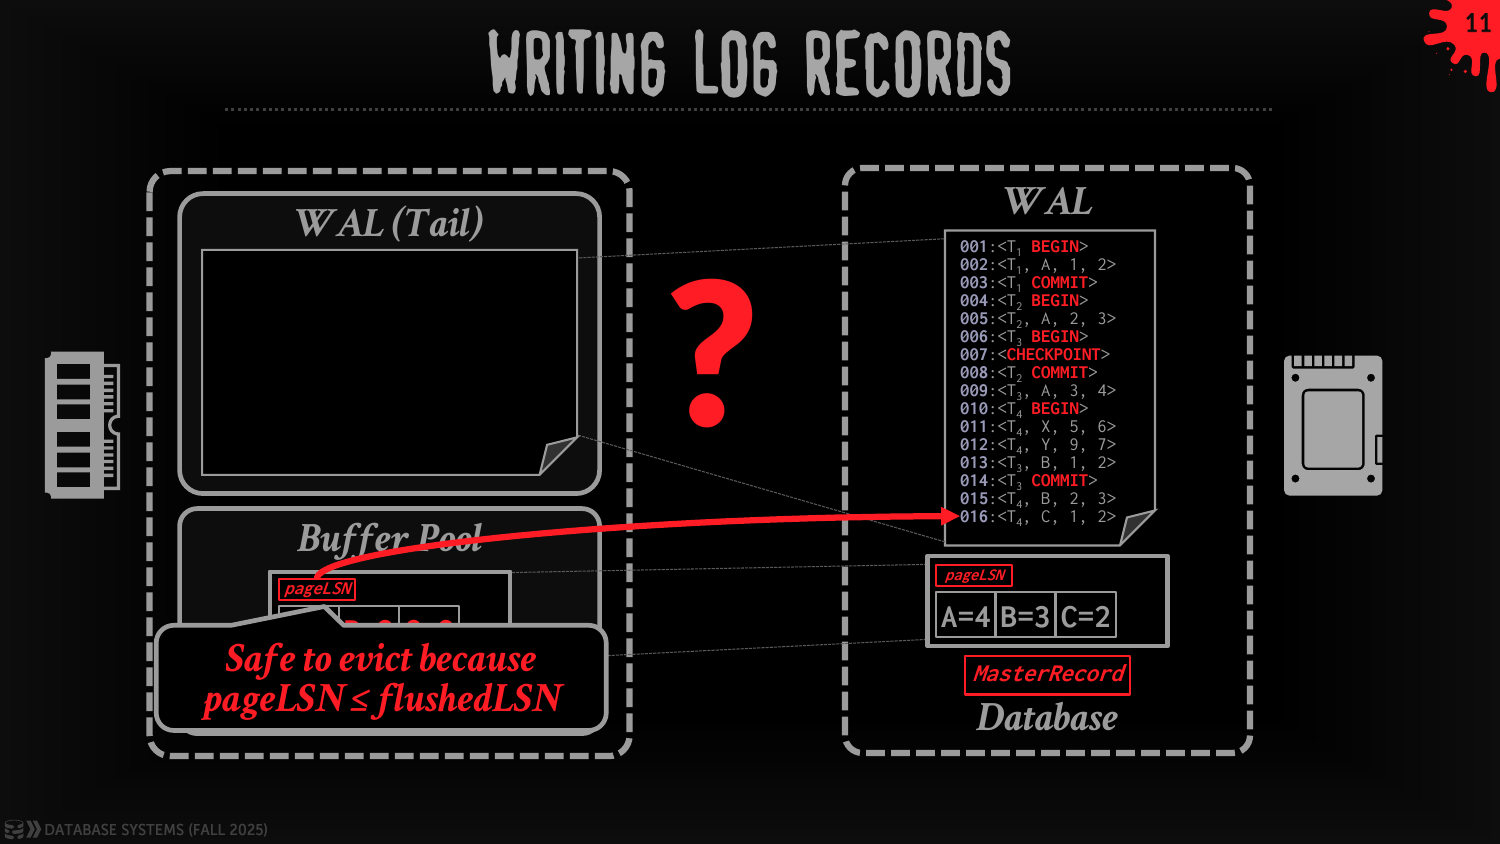 11
WRITING LOG RECORDS
WAL (Tail)
Buffer Pool
pageLSN
Safe to evict because
pageLSN ≤ flushedLSN
?
WAL
001:<T1 BEGIN>
002:<T1, A, 1, 2>
003:<T1 COMMIT>
004:<T2 BEGIN>
005:<T2, A, 2, 3>
006:<T3 BEGIN>
007:<CHECKPOINT>
008:<T2 COMMIT>
009:<T3, A, 3, 4>
010:<T4 BEGIN>
011:<T4, X, 5, 6>
012:<T4, Y, 9, 7>
013:<T3, B, 1, 2>
014:<T3 COMMIT>
015:<T4, B, 2, 3>
016:<T4, C, 1, 2>
pageLSN
A=4 B=3 C=2
MasterRecord
Database
DATABASE SYSTEMS (FALL 2025)